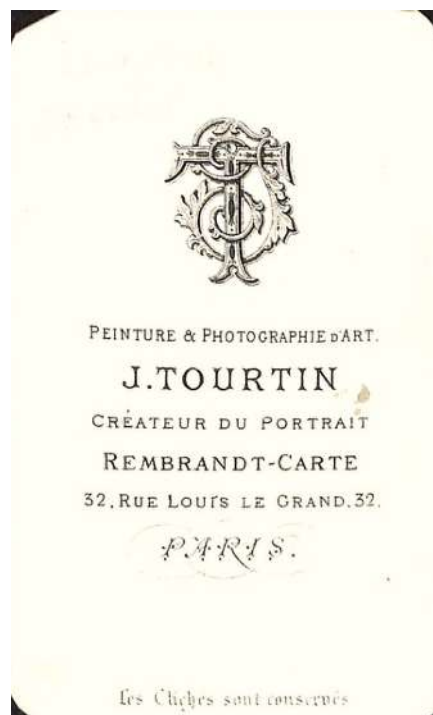 PEINTURE & PHOTOGRAPHIE D'ART.
J. TOURTIN
CRÉATEUR DU PORTRAIT
REMBRANDT-CARTE
32, RUE LOUIS LE GRAND. 32.
PARIS.
Les Clichés sont conservés